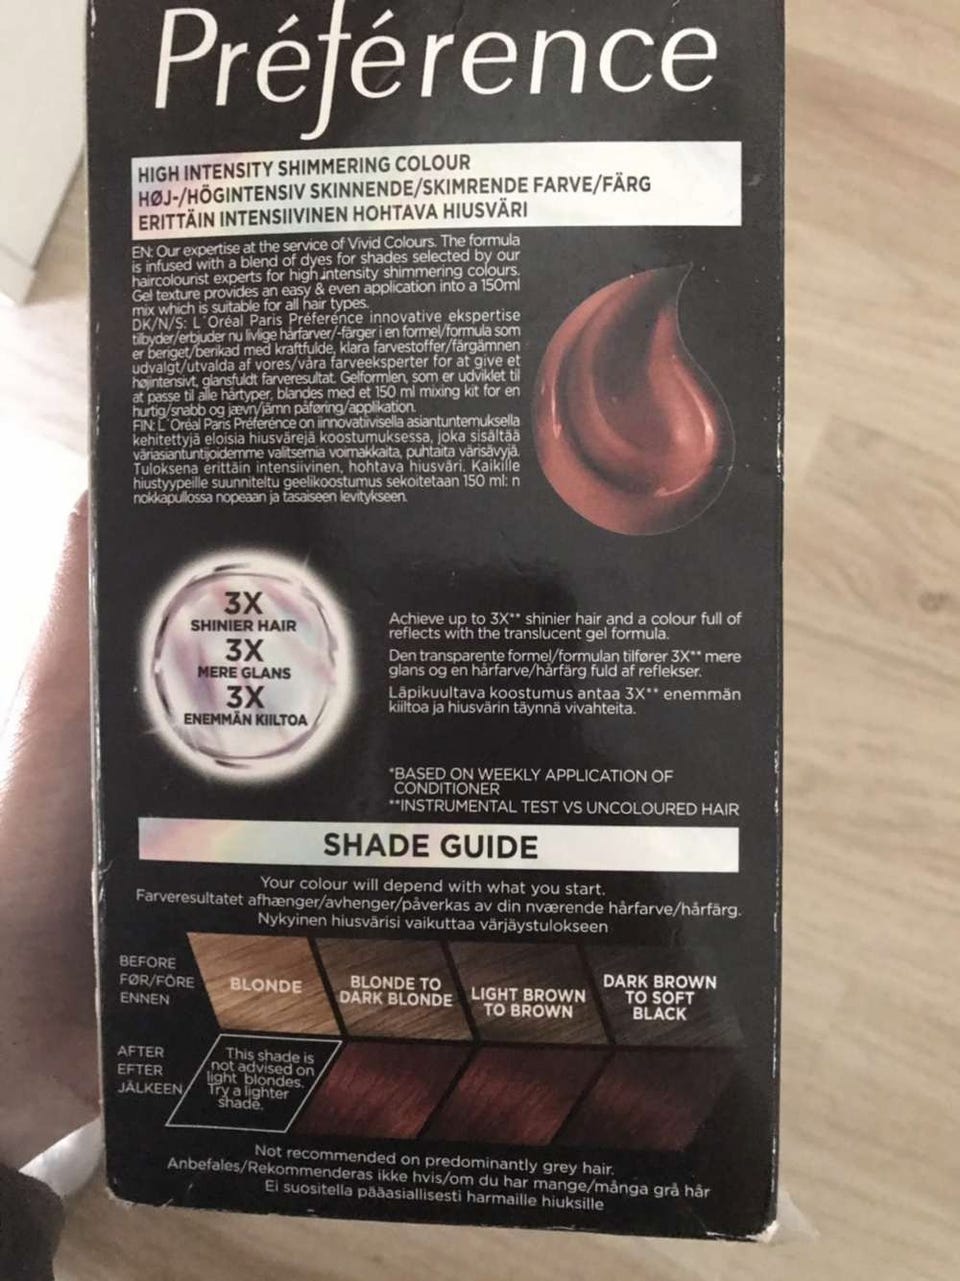 Préférence
HIGH INTENSITY SHIMMERING COLOUR
HØJ-/HÖGINTENSIV SKINNENDE/SKIMRENDE FARVE/FÄRG
ERITTÄIN INTENSIIVINEN HOHTAVA HIUSVÄRI
EN: Our expertise at the service of Vivid Colours. The formula
is infused with a blend of dyes for shades selected by our
haircolourist experts for high intensity shimmering colours.
Gel texture provides an easy & even application into a 150ml
mix which is suitable for all hair types.
DK/N/S: L´Oréal Paris Préférence innovative ekspertise
tilbyder/erbjuder nu livlige hårfarver/-färger i en formel/formula som
er beriget/berikad med kraftfulde, klara farvestoffer/färgämnen
udvalgt/utvalda af vores/våra farveeksperter for at give et
højintensivt, glansfuldt farveresultat. Gelformlen, som er udviklet til
at passe til alle hårtyper, blandes med et 150 ml mixing kit for en
hurtig/snabb og jævn/jämn påføring/applikation.
FIN: L´Oréal Paris Préférence on innovatiivisella asiantuntemuksella
kehitettyjä eloisia hiusvärejä koostumuksessa, joka sisältää
väriasiantuntijoidemme valitsemia voimakkaita, puhtaita värisävyjä.
Tuloksena erittäin intensiivinen, hohtava hiusväri. Kaikille
hiustyypeille suunniteltu geelikoostumus sekoitetaan 150 ml: n
nokkapullossa nopeaan ja tasaiseen levitykseen.
3X
SHINIER HAIR
3X
MERE GLANS
3X
ENEMMÄN KIILTOA
Achieve up to 3X** shinier hair and a colour full of
reflects with the translucent gel formula.
Den transparente formel/formulan tilfører 3X** mere
glans og en hårfarve/hårfärg fuld af reflekser.
Läpikuultava koostumus antaa 3X** enemmän
kiiltoa ja hiusvärin täynnä vivahteita.
*BASED ON WEEKLY APPLICATION OF
CONDITIONER
**INSTRUMENTAL TEST VS UNCOLOURED HAIR
SHADE GUIDE
Your colour will depend with what you start.
Farveresultatet afhænger/avhenger/påverkas av din nværende hårfarve/hårfärg.
Nykyinen hiusvärisi vaikuttaa värjäystulokseen
BEFORE
FØR/FÖRE
ENNEN
BLONDE
BLONDE TO
DARK BLONDE
LIGHT BROWN
TO BROWN
DARK BROWN
TO SOFT
BLACK
AFTER
EFTER
JÄLKEEN
This shade is
not advised on
light blondes.
Try a lighter
shade.
Not recommended on predominantly grey hair.
Anbefales/Rekommenderas ikke hvis/om du har mange/många grå hår
Ei suositella pääasiallisesti harmaille hiuksille